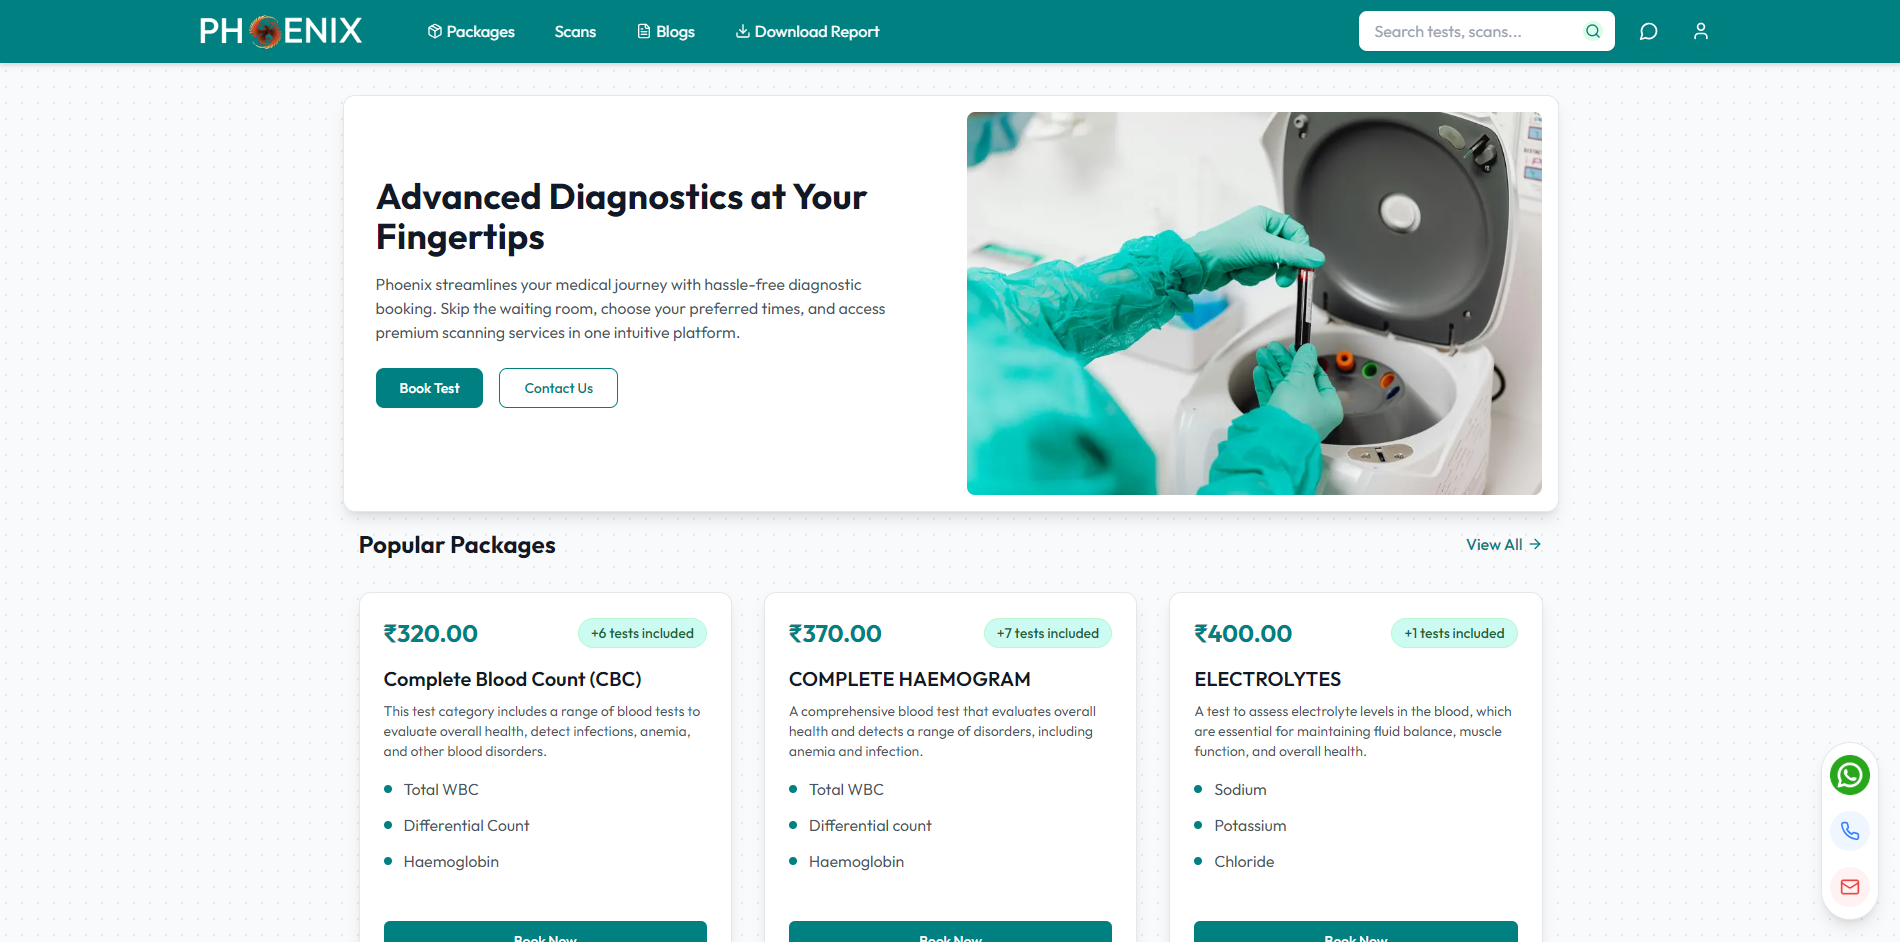 PHOENIX
Packages
Scans
Blogs
Download Report
Search tests, scans...
Advanced Diagnostics at Your
Fingertips
Phoenix streamlines your medical journey with hassle-free diagnostic
booking. Skip the waiting room, choose your preferred times, and access
premium scanning services in one intuitive platform.
Book Test
Contact Us
Popular Packages
View All
₹320.00
+6 tests included
Complete Blood Count (CBC)
This test category includes a range of blood tests to
evaluate overall health, detect infections, anemia,
and other blood disorders.
Total WBC
Differential Count
Haemoglobin
Book Now
₹370.00
+7 tests included
COMPLETE HAEMOGRAM
A comprehensive blood test that evaluates overall
health and detects a range of disorders, including
anemia and infection.
Total WBC
Differential count
Haemoglobin
Book Now
₹400.00
+1 tests included
ELECTROLYTES
A test to assess electrolyte levels in the blood, which
are essential for maintaining fluid balance, muscle
function, and overall health.
Sodium
Potassium
Chloride
Book Now